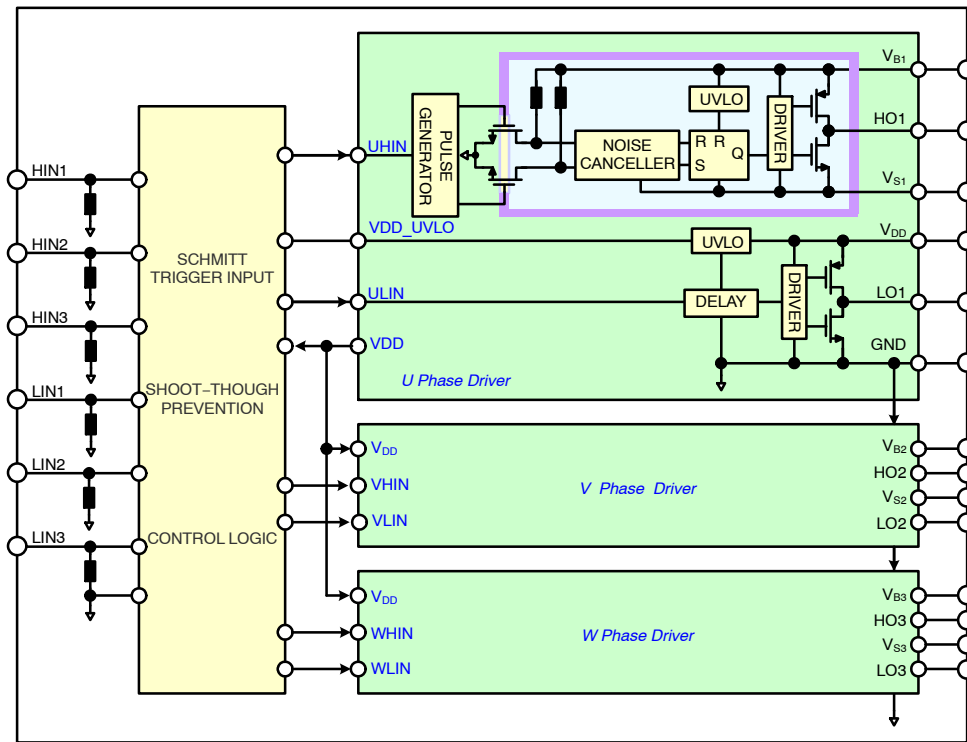 HIN1
HIN2
HIN3
LIN1
LIN2
LIN3
SCHMITT
TRIGGER INPUT
SHOOT-THOUGH
PREVENTION
CONTROL LOGIC
UHIN
VDD_UVLO
ULIN
VDD
U Phase Driver
PULSE
GENERATOR
NOISE
CANCELLER
UVLO
R R
S Q
DRIVER
UVLO
DELAY
DRIVER
VB1
HO1
VS1
VDD
LO1
GND
VDD
VHIN
VLIN
V Phase Driver
VB2
HO2
VS2
LO2
VDD
WHIN
WLIN
W Phase Driver
VB3
HO3
VS3
LO3